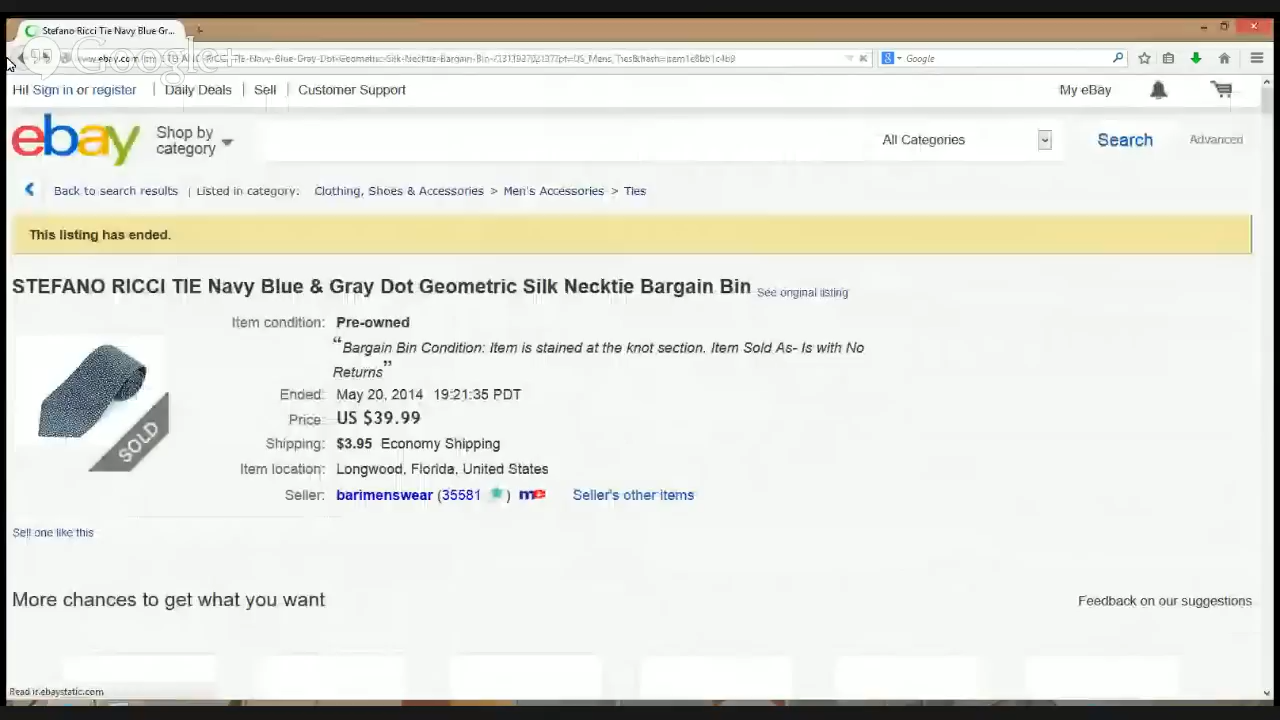 Stefano Ricci Tie Navy Blue Gr...
Google+
Google
Hi! Sign in or register | Daily Deals | Sell | Customer Support My eBay
ebay Shop by category All Categories Search Advanced
Back to search results | Listed in category: Clothing, Shoes & Accessories > Men's Accessories > Ties
This listing has ended.
STEFANO RICCI TIE Navy Blue & Gray Dot Geometric Silk Necktie Bargain Bin See original listing
Item condition: Pre-owned
“Bargain Bin Condition: Item is stained at the knot section. Item Sold As- Is with No
Returns”
Ended: May 20, 2014 19:21:35 PDT
Price: US $39.99
SOLD
Shipping: $3.95 Economy Shipping
Item location: Longwood, Florida, United States
Seller: barimenswear (35581 ) me Seller's other items
Sell one like this
More chances to get what you want Feedback on our suggestions
Read ir.ebaystatic.com